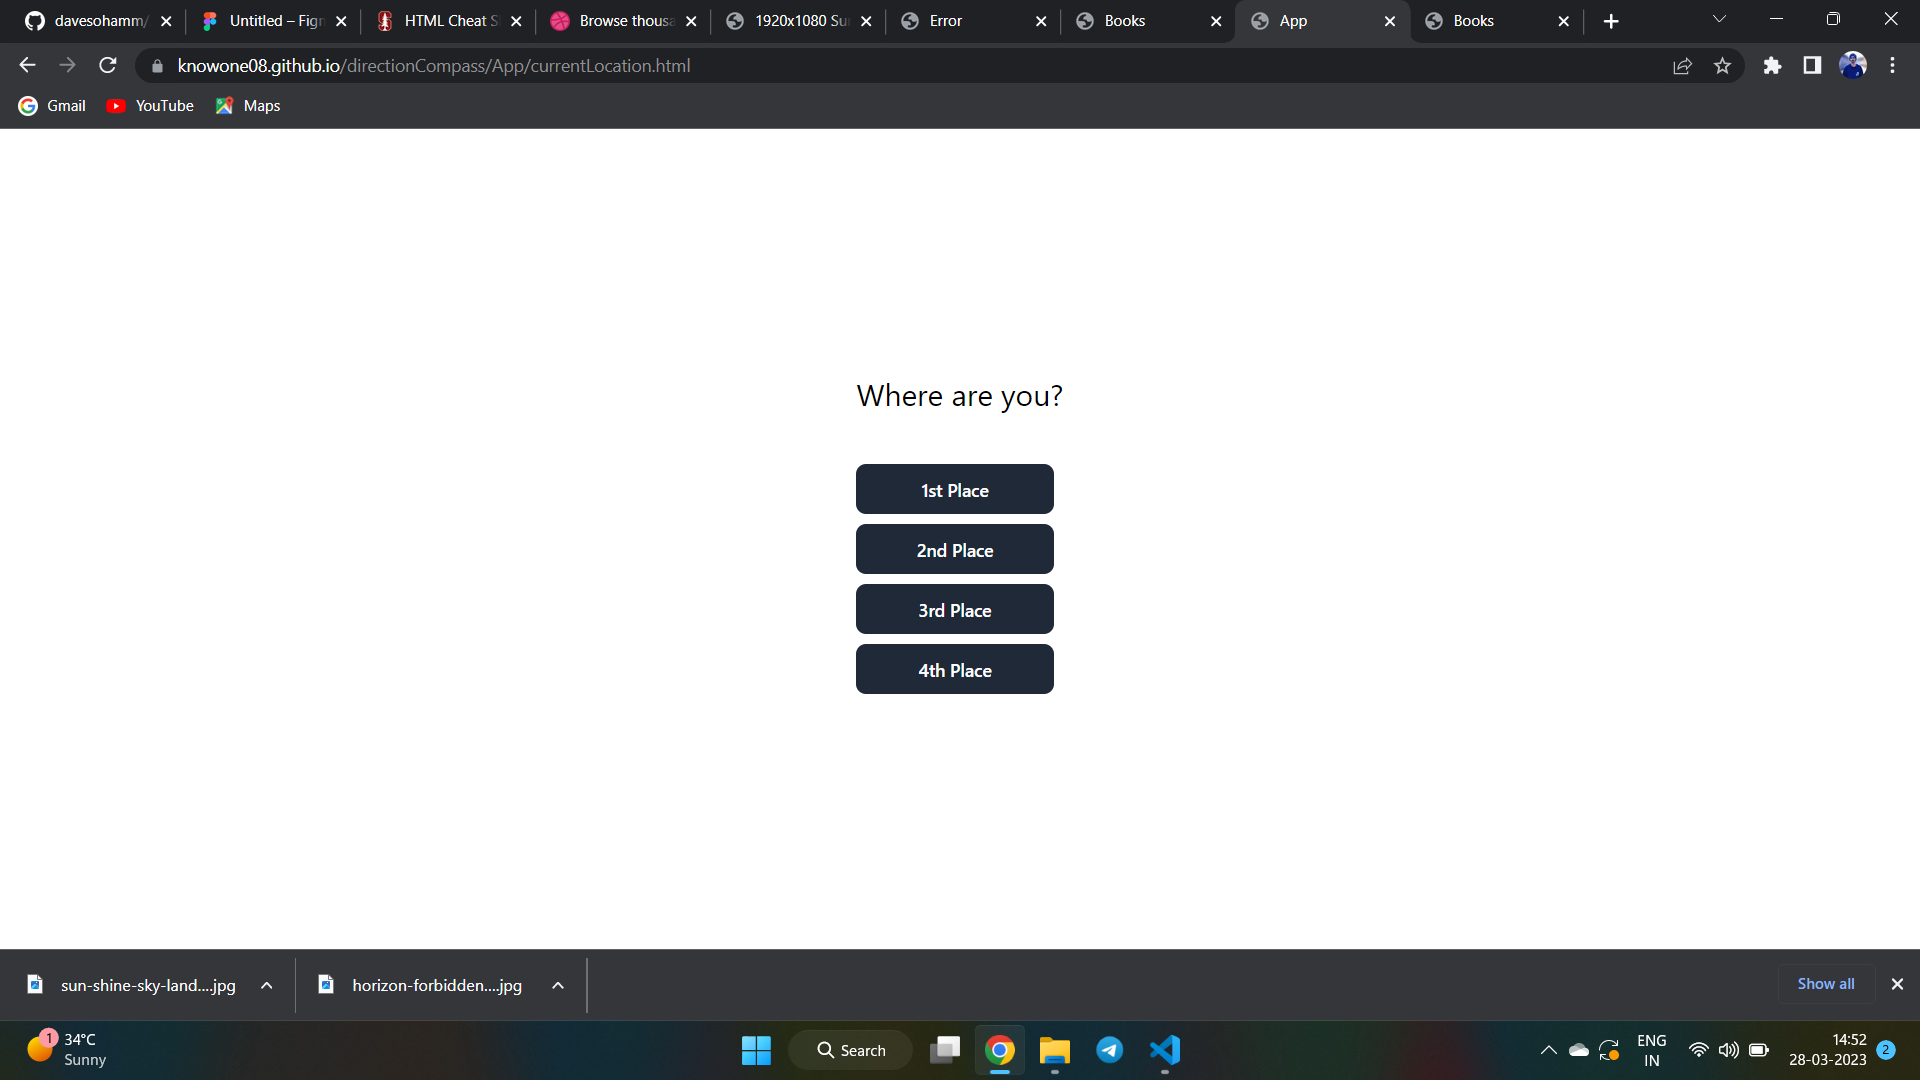 davesohamm/
Untitled – Figm
HTML Cheat S
Browse thousa
1920x1080 Sur
Error
Books
App
Books
knowone08.github.io/directionCompass/App/currentLocation.html
Gmail
YouTube
Maps
Where are you?
1st Place
2nd Place
3rd Place
4th Place
sun-shine-sky-land....jpg
horizon-forbidden....jpg
Show all
1
34°C
Sunny
Search
ENG
IN
14:52
28-03-2023
2